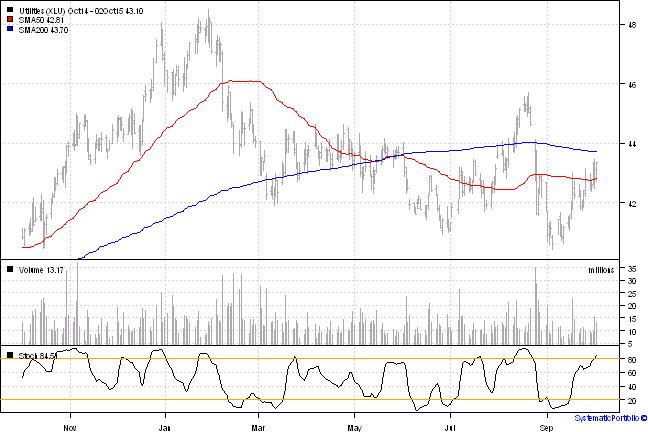 Utilities (XLU) Oct14 - 02Oct15 43.10
SMA50 42.81
SMA200 43.70
48
46
44
42
Volume 13.17
millions
35
30
25
20
15
10
5
Stoch 84.51
80
60
40
20
Nov Jan Mar May Jul Sep
SystematicPortfolio ©